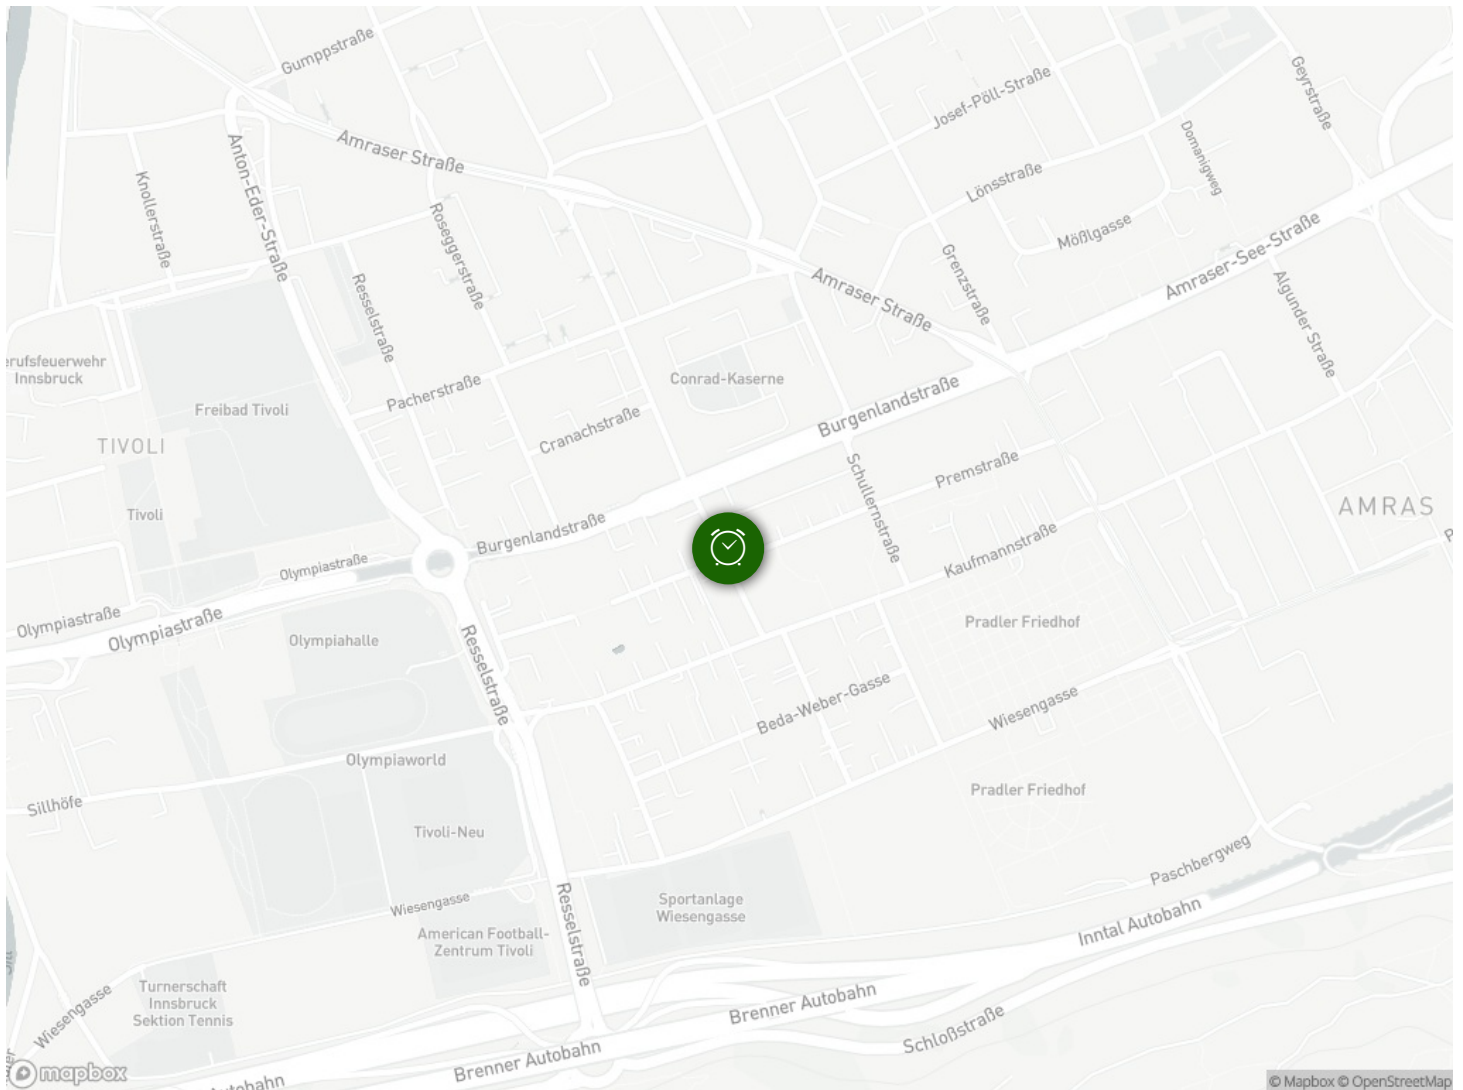 Gumppstraße
Geyrstraße
Josef-Pöll-Straße
Amraser Straße
Anton-Eder-Straße
Domanigweg
Knollerstraße
Lönsstraße
Roseggerstraße
Mößlgasse
Amraser-See-Straße
Grenzstraße
Resselstraße
Amraser Straße
Algunder Straße
erufsfeuerwehr
Innsbruck
Conrad-Kaserne
Pacherstraße
Freibad Tivoli
Burgenlandstraße
Cranachstraße
TIVOLI
Premstraße
Schullernstraße
AMRAS
Tivoli
Burgenlandstraße
Kaufmannstraße
Olympiastraße
Olympiastraße
Olympiastraße
Pradler Friedhof
Olympiahalle
Resselstraße
Beda-Weber-Gasse
Wiesengasse
Olympiaworld
Pradler Friedhof
Sillhöfe
Tivoli-Neu
Paschbergweg
Wiesengasse
Sportanlage
Wiesengasse
Resselstraße
Inntal Autobahn
American Football-
Zentrum Tivoli
Sill
Turnerschaft
Innsbruck
Sektion Tennis
Wiesengasse
Brenner Autobahn
Schloßstraße
Brenner Autobahn
mapbox
utobahn
© Mapbox © OpenStreetMap